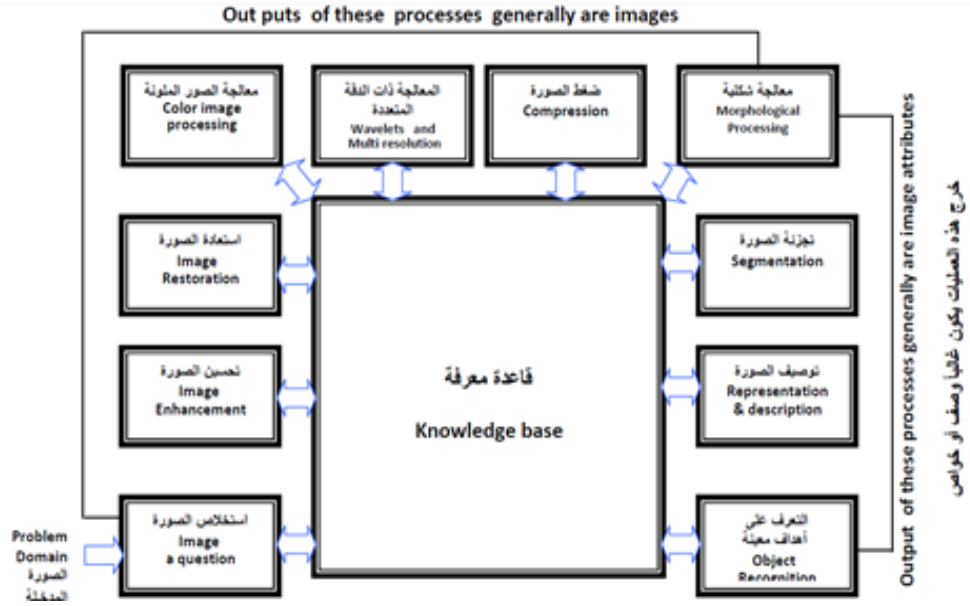 Out puts of these processes generally are images
معالجة الصور الملونة
Color image
processing
المعالجة ذات الدقة
المتعددة
Wavelets and
Multi resolution
ضغط الصورة
Compression
معالجة شكلية
Morphological
Processing
استعادة الصورة
Image
Restoration
تجزئة الصورة
Segmentation
تحسين الصورة
Image
Enhancement
قاعدة معرفة
Knowledge base
توصيف الصورة
Representation
& description
استخلاص الصورة
Image
a question
التعرف على
أهداف معينة
Object
Recognition
Problem
Domain
الصورة
المدخلة
Output of these processes generally are image attributes
خرج هذه العمليات يكون غالباً وصف أو خواص